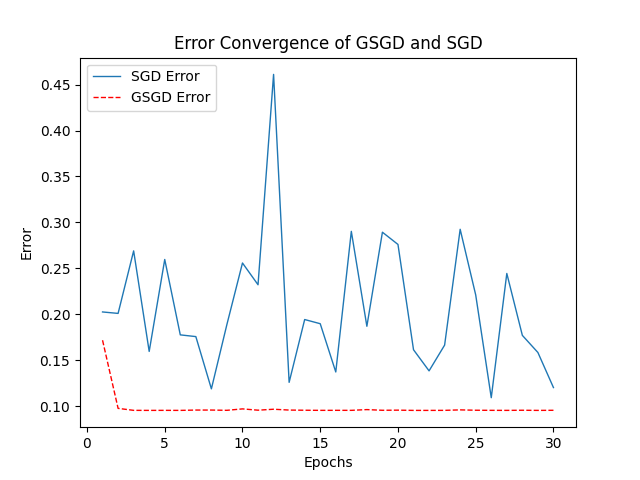 Error Convergence of GSGD and SGD
SGD Error
GSGD Error
0.45
0.40
0.35
0.30
0.25
0.20
0.15
0.10
Error
0 5 10 15 20 25 30
Epochs